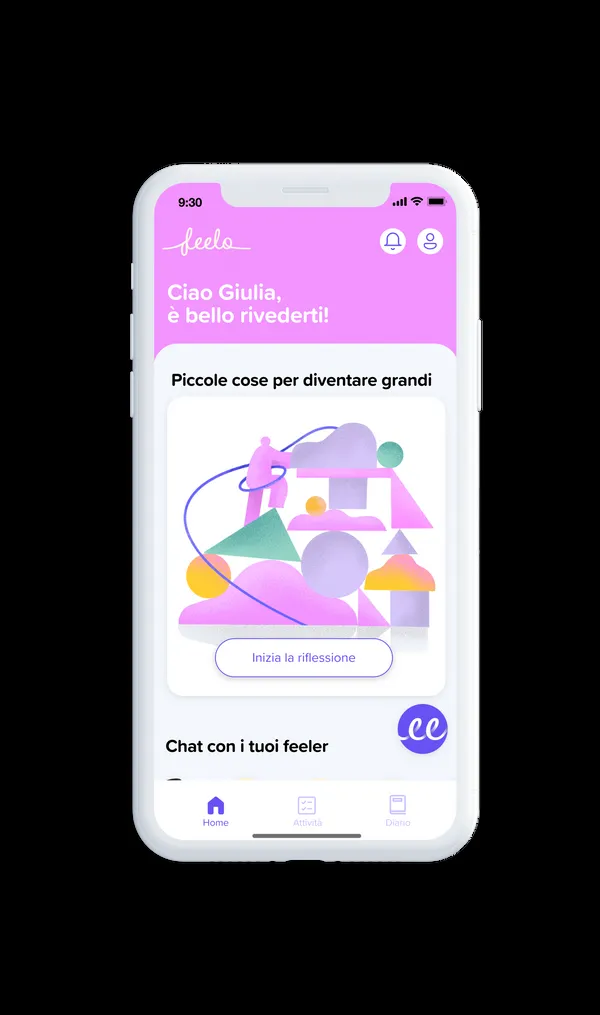 9:30
feelo
Ciao Giulia,
è bello rivederti!
Piccole cose per diventare grandi
Inizia la riflessione
ee
Chat con i tuoi feeler
Home
Attività
Diario